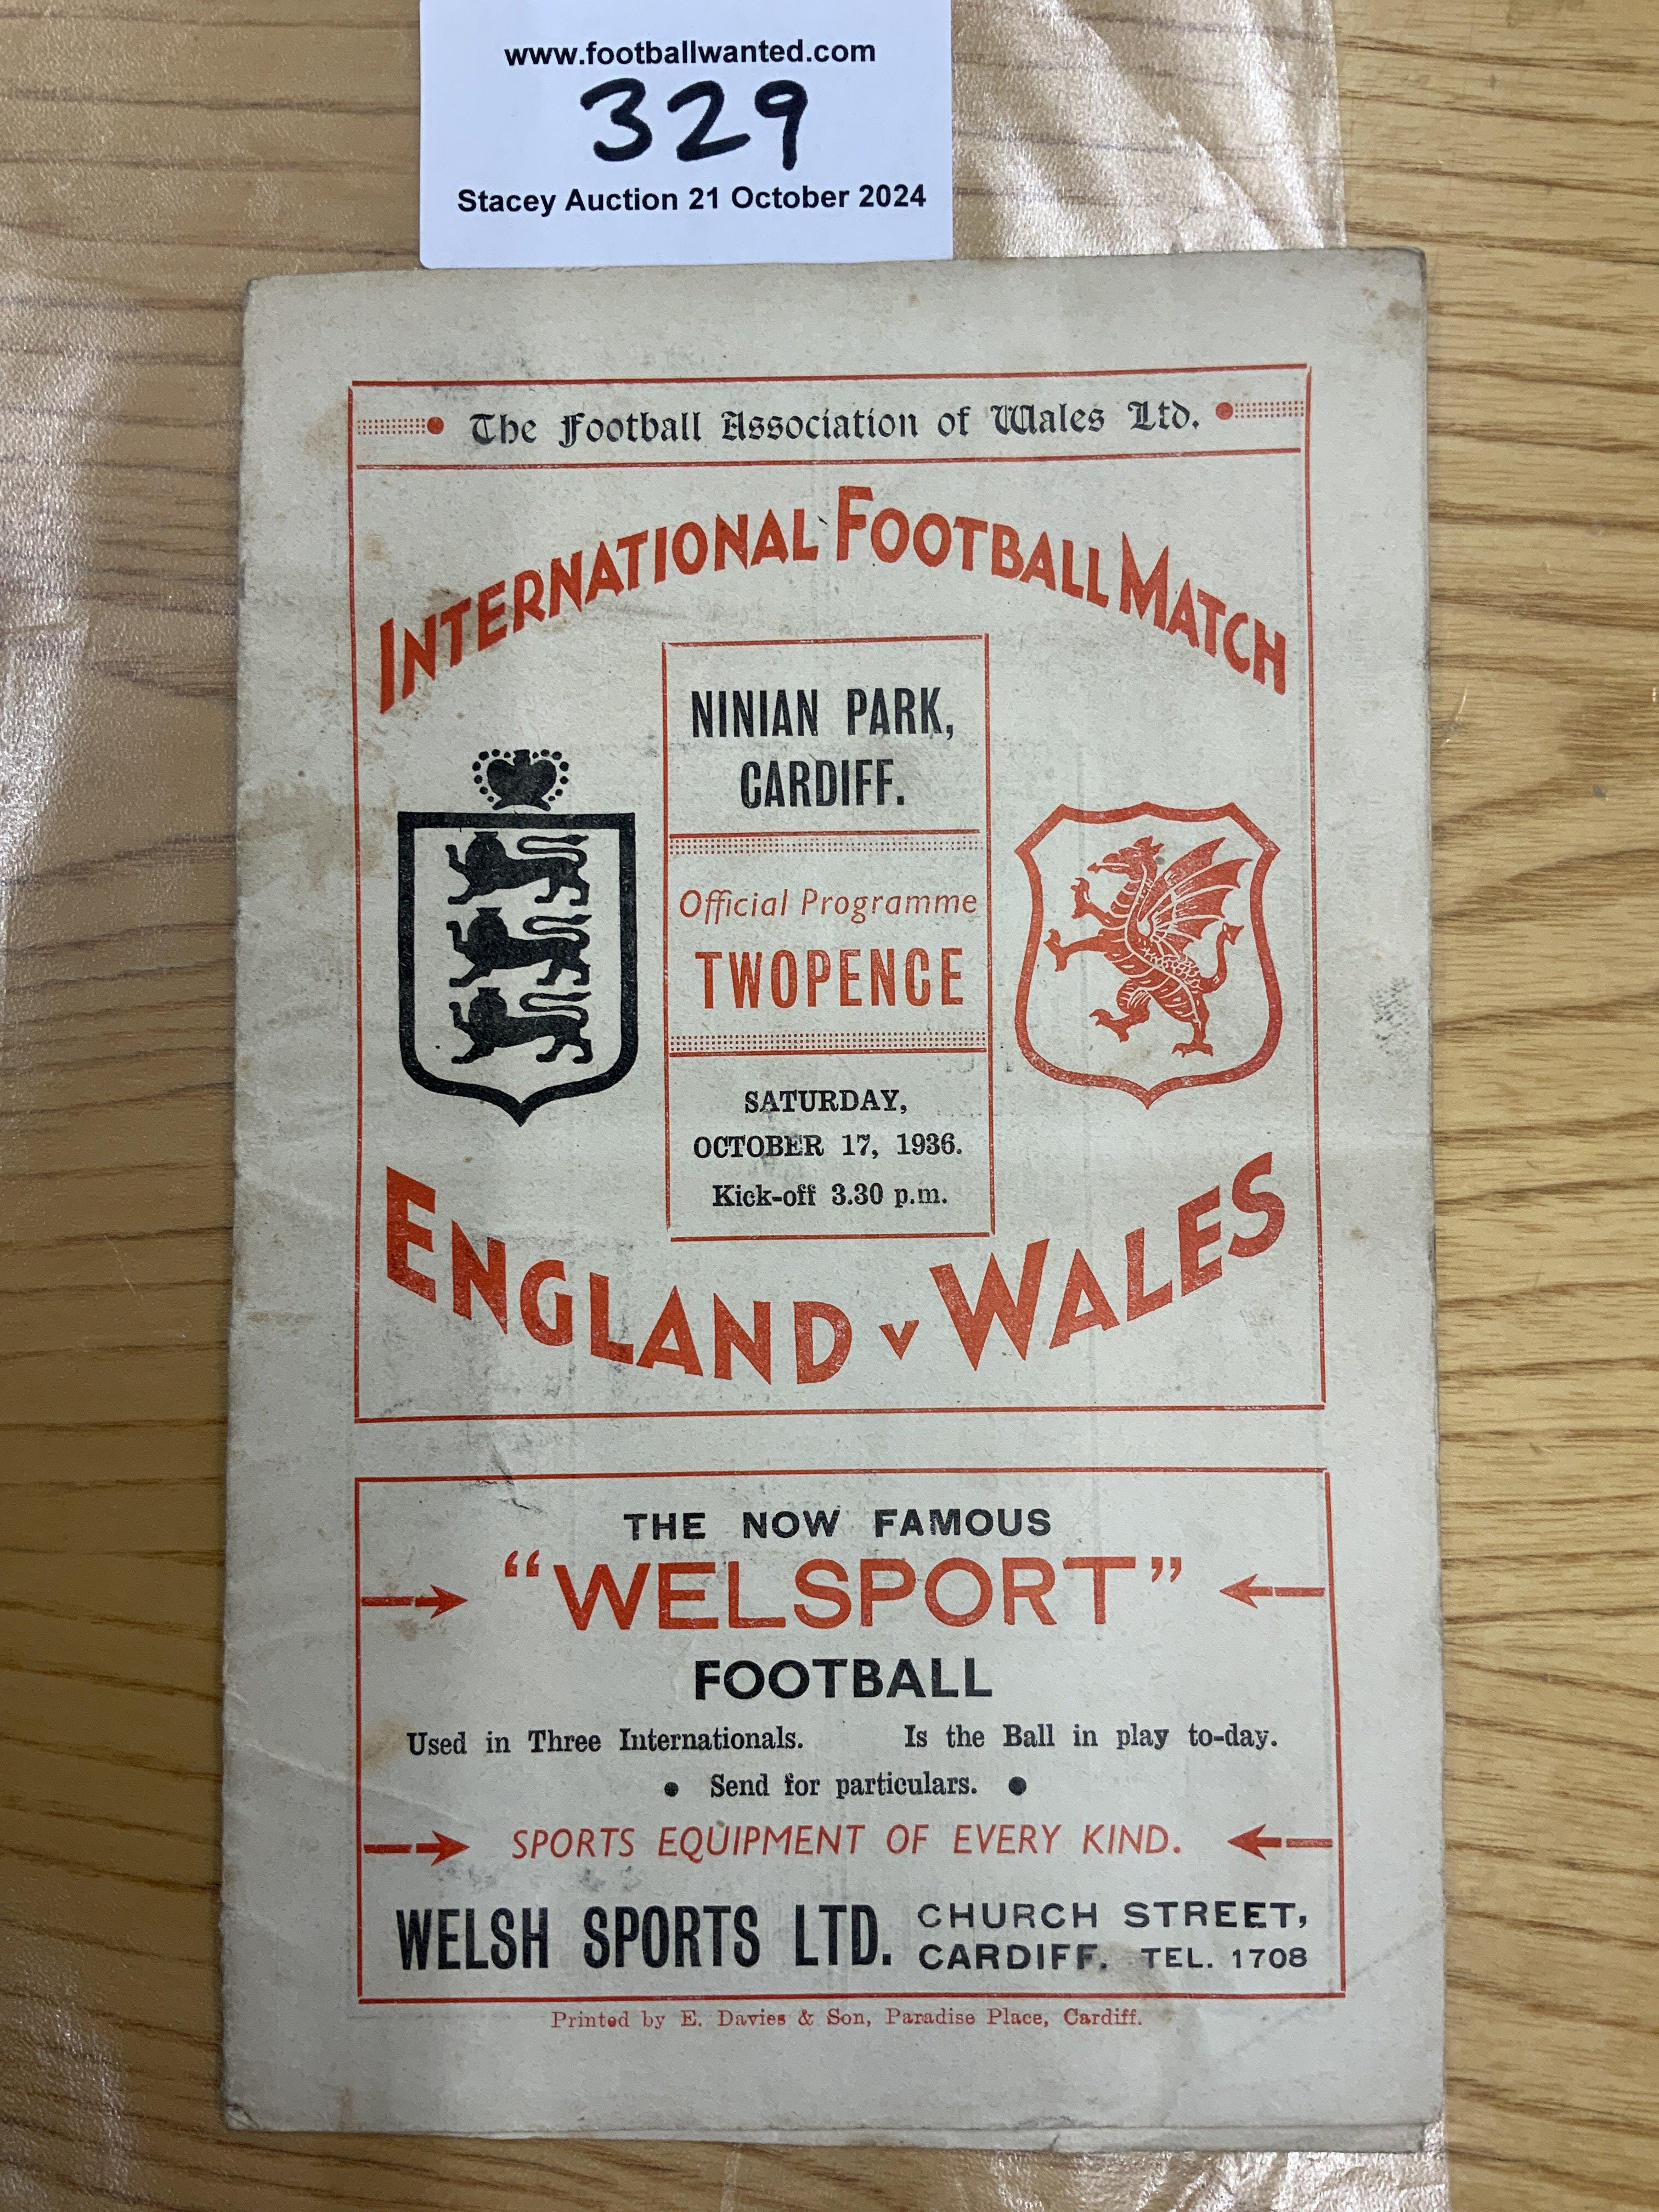 www.footballwanted.com
329
Stacey Auction 21 October 2024
The Football Association of Wales Ltd.
INTERNATIONAL FOOTBALL MATCH
NINIAN PARK,
CARDIFF.
Official Programme
TWOPENCE
SATURDAY,
OCTOBER 17, 1936.
Kick-off 3.30 p.m.
ENGLAND v WALES
THE NOW FAMOUS
"WELSPORT"
FOOTBALL
Used in Three Internationals. Is the Ball in play to-day.
• Send for particulars. •
SPORTS EQUIPMENT OF EVERY KIND.
WELSH SPORTS LTD. CHURCH STREET,
CARDIFF. TEL. 1708
Printed by E. Davies & Son, Paradise Place, Cardiff.